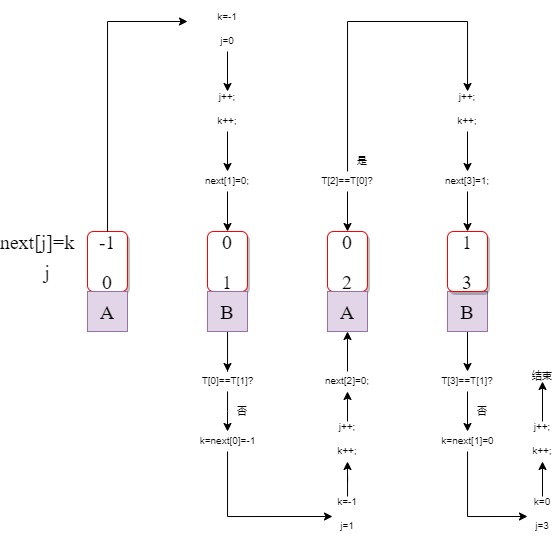 k=-1
j=0
j++;
k++;
next[1]=0;
是
T[2]==T[0]?
j++;
k++;
next[3]=1;
next[j]=k
-1
0
0
1
j
0
1
2
3
A
B
A
B
T[0]==T[1]?
否
k=next[0]=-1
next[2]=0;
j++;
k++;
k=-1
j=1
T[3]==T[1]?
否
k=next[1]=0
结束
j++;
k++;
k=0
j=3